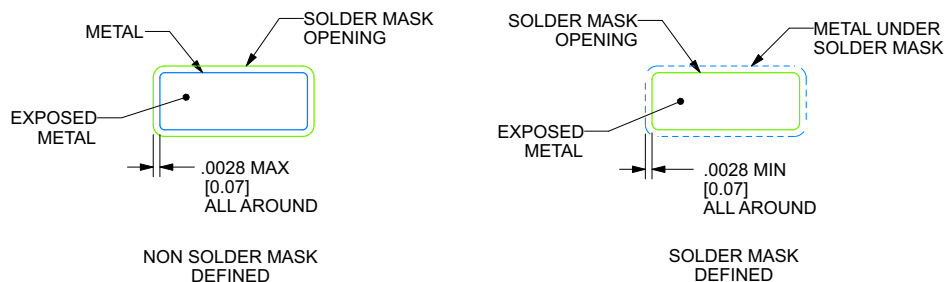 METAL
SOLDER MASK
OPENING
EXPOSED
METAL
.0028 MAX
[0.07]
ALL AROUND
NON SOLDER MASK
DEFINED
SOLDER MASK
OPENING
METAL UNDER
SOLDER MASK
EXPOSED
METAL
.0028 MIN
[0.07]
ALL AROUND
SOLDER MASK
DEFINED